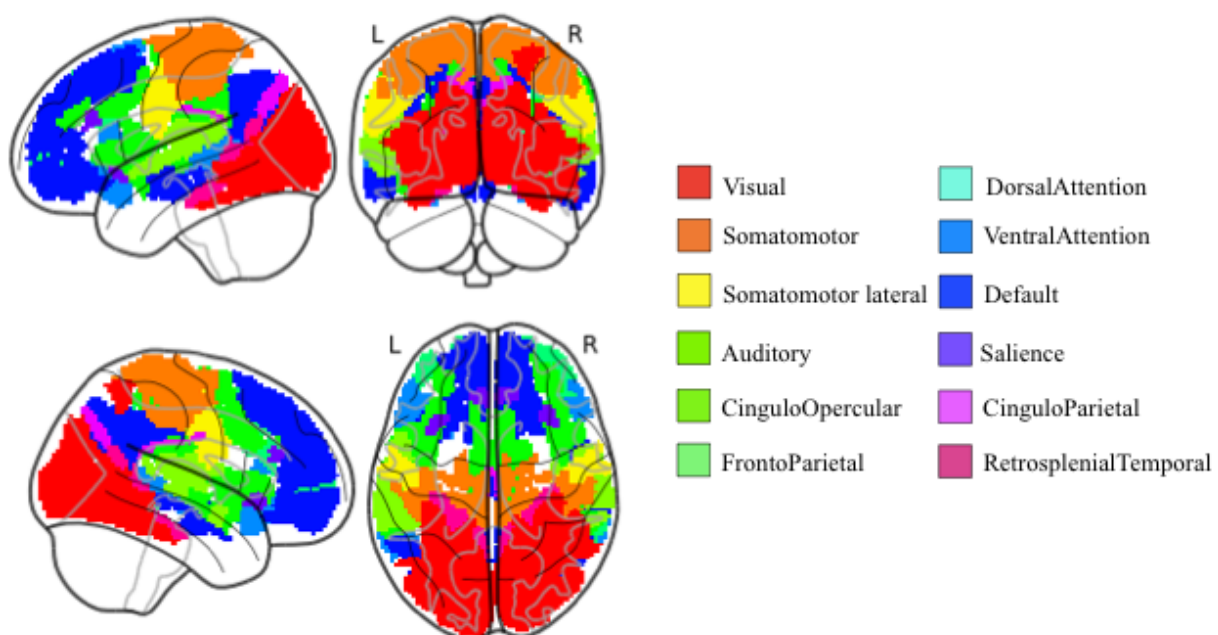 L R
L R
Visual
Somatomotor
Somatomotor lateral
Auditory
CinguloOpercular
FrontoParietal
DorsalAttention
VentralAttention
Default
Salience
CinguloParietal
RetrosplenialTemporal